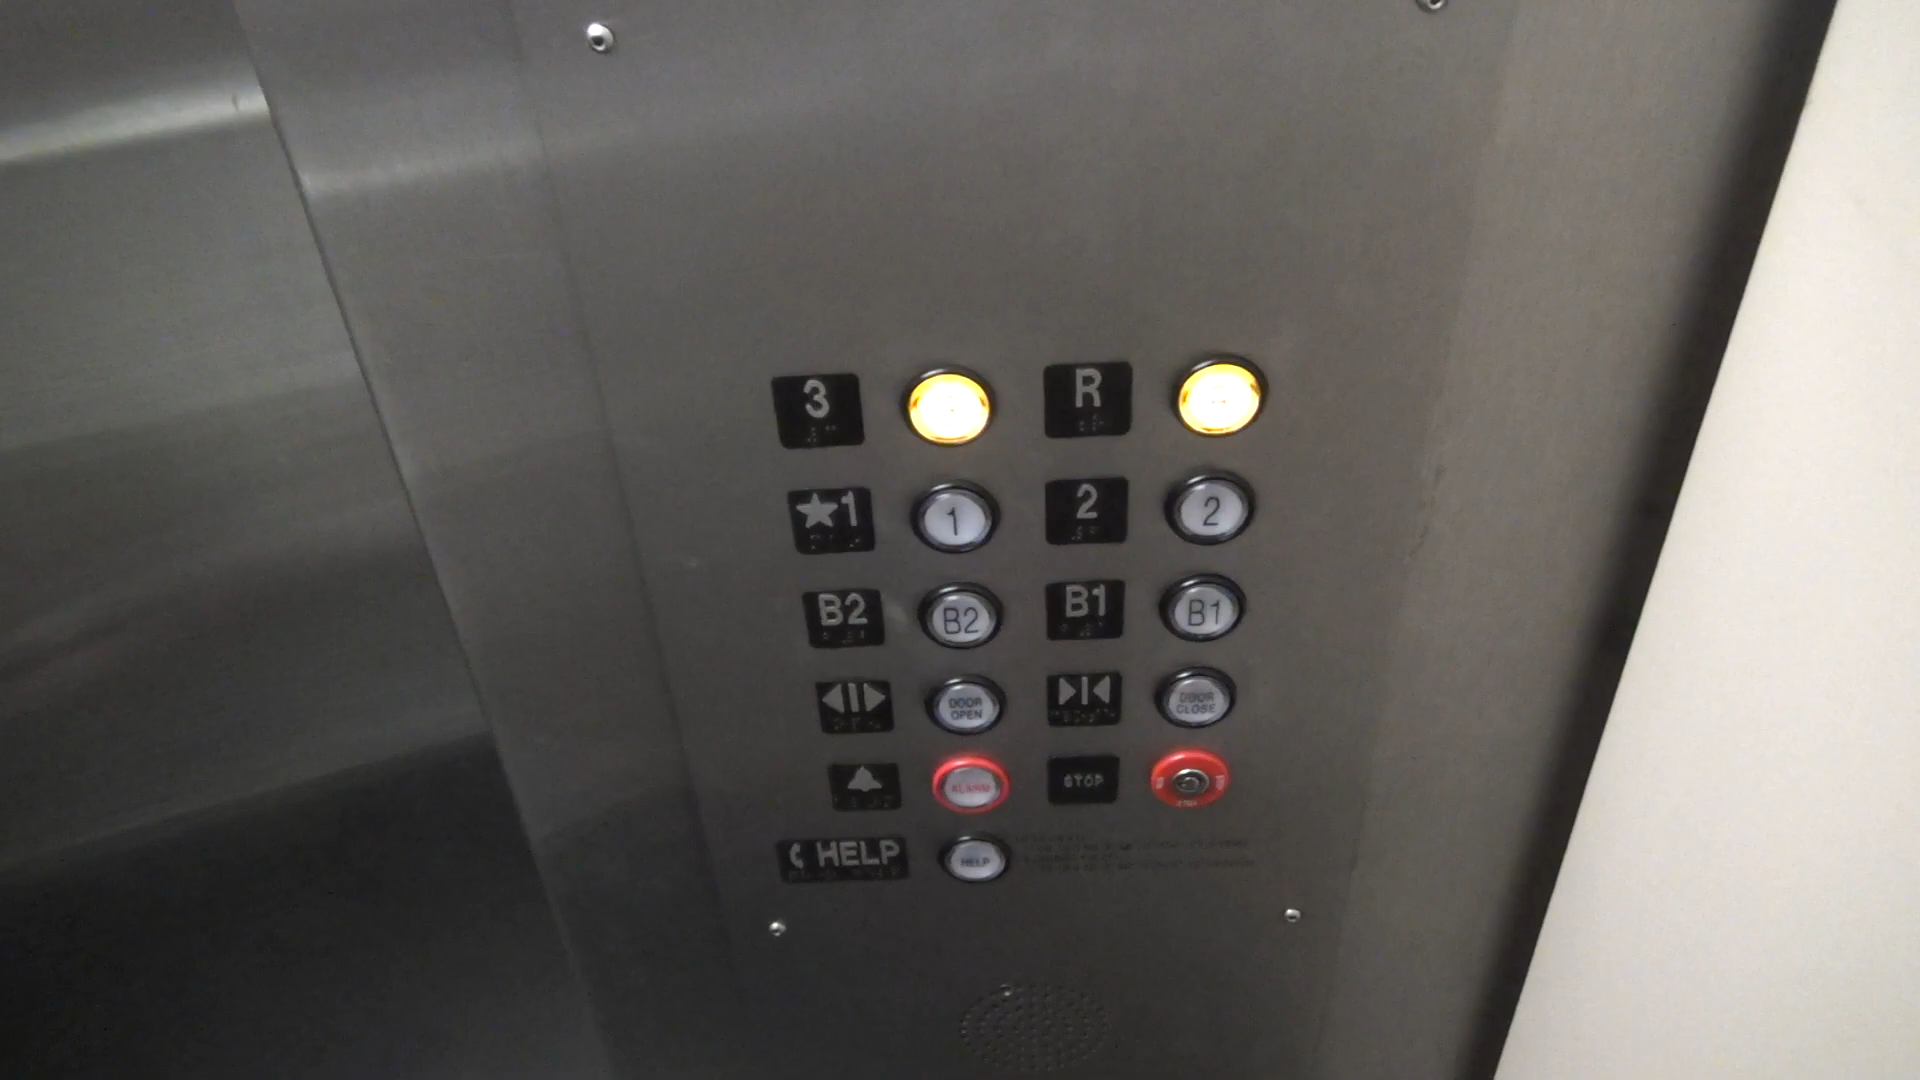 3 R
★1 1 2 2
B2 B2 B1 B1
DOOR OPEN DOOR CLOSE
ALARM STOP
HELP HELP